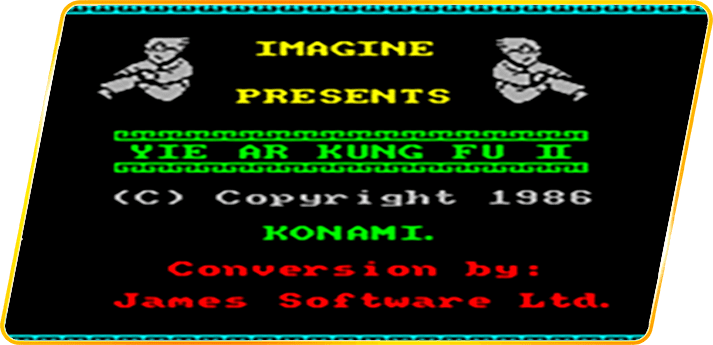 IMAGINE
PRESENTS
YIE AR KUNG FU II
(C) Copyright 1986
KONAMI.
Conversion by:
James Software Ltd.